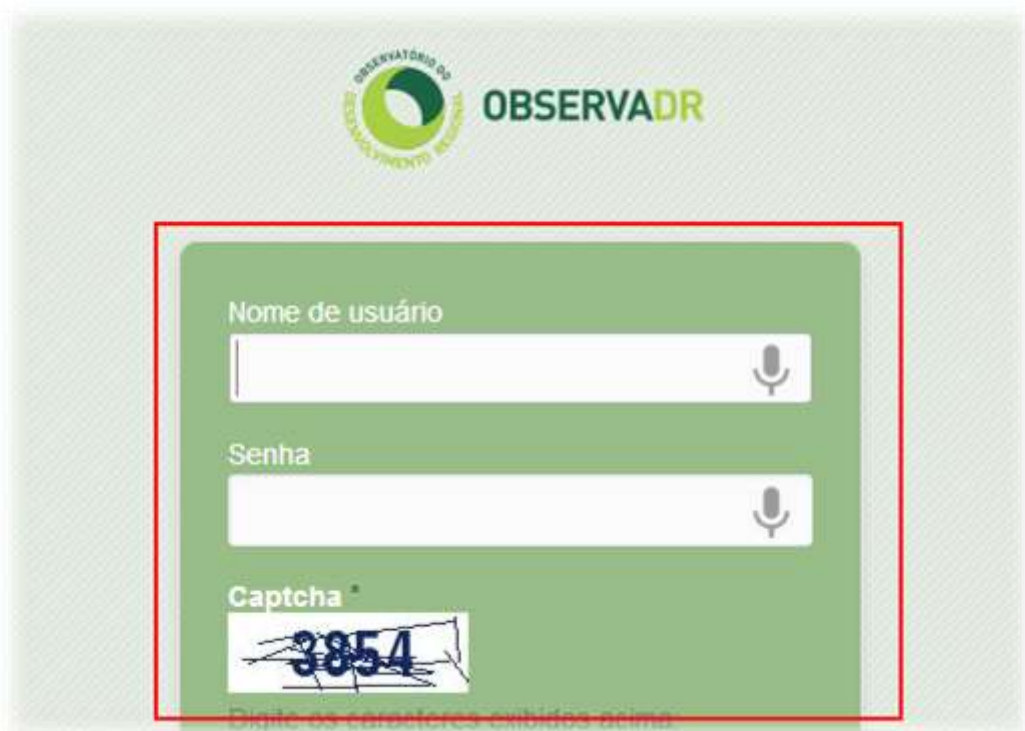 OBSERVATÓRIO DO
DESENVOLVIMENTO REGIONAL
OBSERVADR
Nome de usuário
Senha
Captcha *
3854
Digite os caracteres exibidos acima: